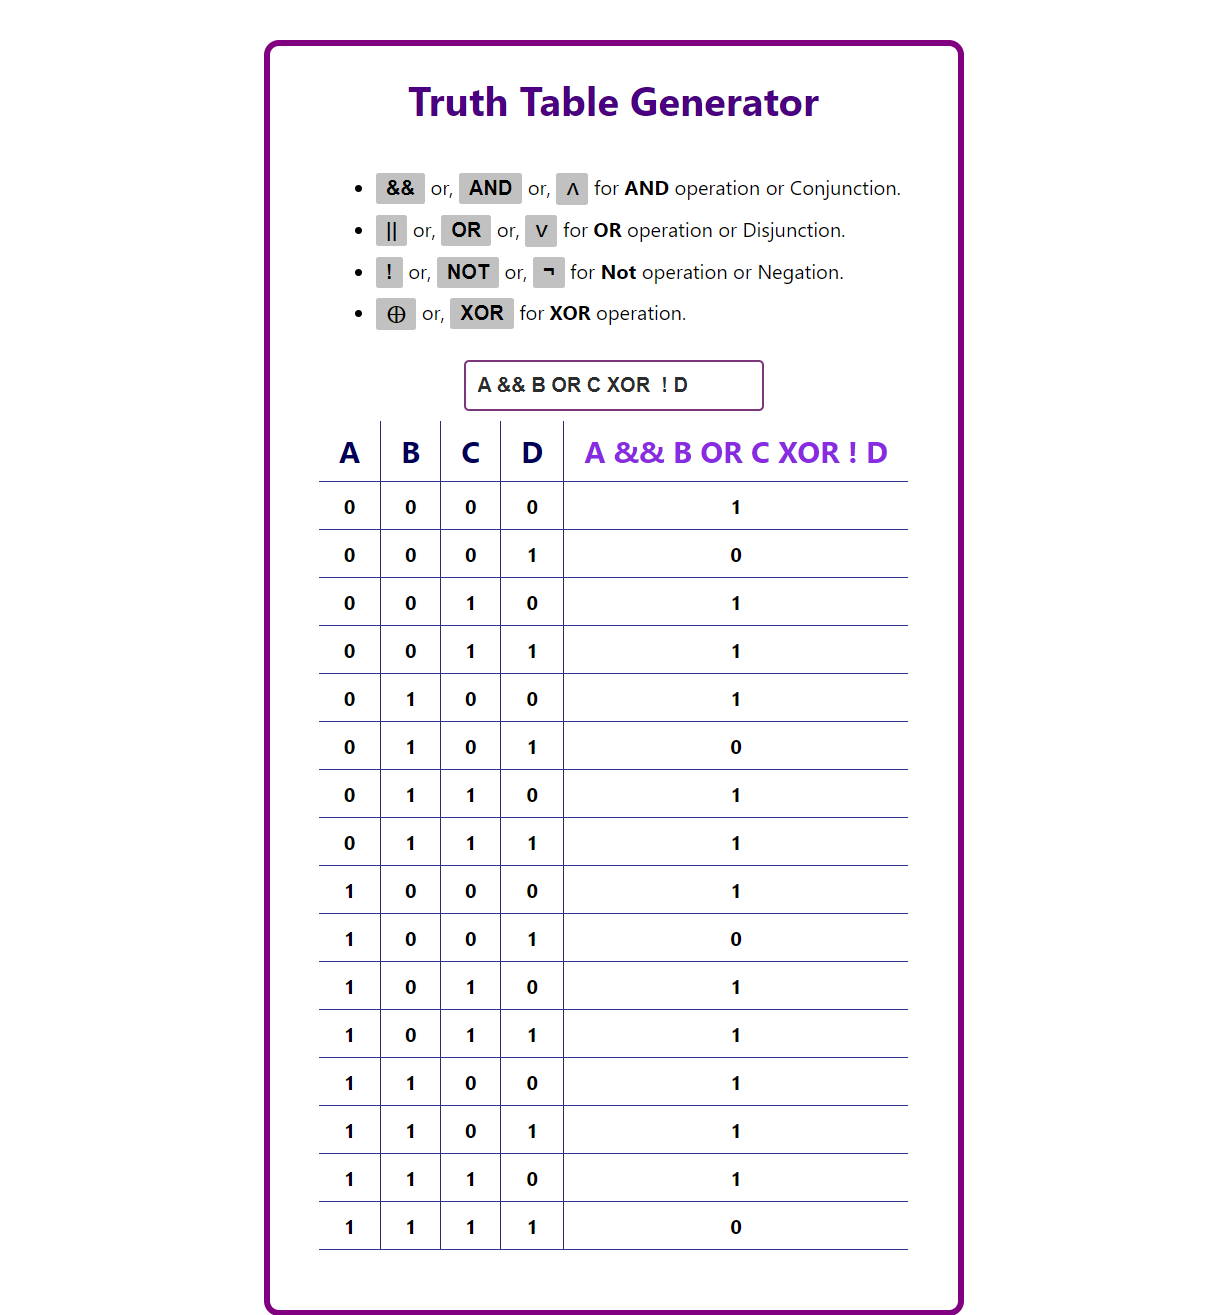 Truth Table Generator
&& or, AND or, ∧ for AND operation or Conjunction.
|| or, OR or, ∨ for OR operation or Disjunction.
! or, NOT or, ¬ for Not operation or Negation.
⨁ or, XOR for XOR operation.
A && B OR C XOR  ! D
A B C D A && B OR C XOR ! D
0 0 0 0 1
0 0 0 1 0
0 0 1 0 1
0 0 1 1 1
0 1 0 0 1
0 1 0 1 0
0 1 1 0 1
0 1 1 1 1
1 0 0 0 1
1 0 0 1 0
1 0 1 0 1
1 0 1 1 1
1 1 0 0 1
1 1 0 1 1
1 1 1 0 1
1 1 1 1 0